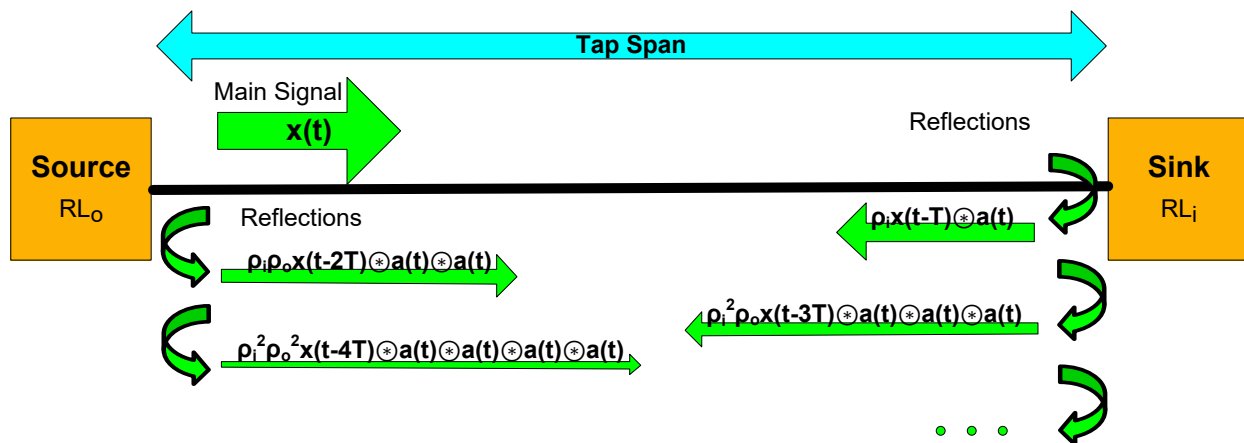 Tap Span
Main Signal
x(t)
Reflections
Source
RLo
Sink
RLi
Reflections
ρix(t-T)⊛a(t)
ρiρox(t-2T)⊛a(t)⊛a(t)
ρi²ρox(t-3T)⊛a(t)⊛a(t)⊛a(t)
ρi²ρo²x(t-4T)⊛a(t)⊛a(t)⊛a(t)⊛a(t)